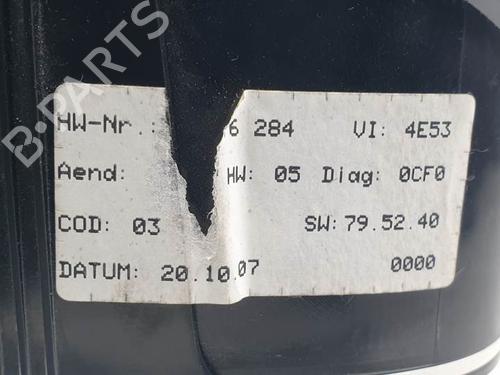 B-PARTS
HW-Nr.: 6 284 VI: 4E53
Aend: HW: 05 Diag: 0CF0
COD: 03 SW: 79.52.40
DATUM: 20.10.07 0000